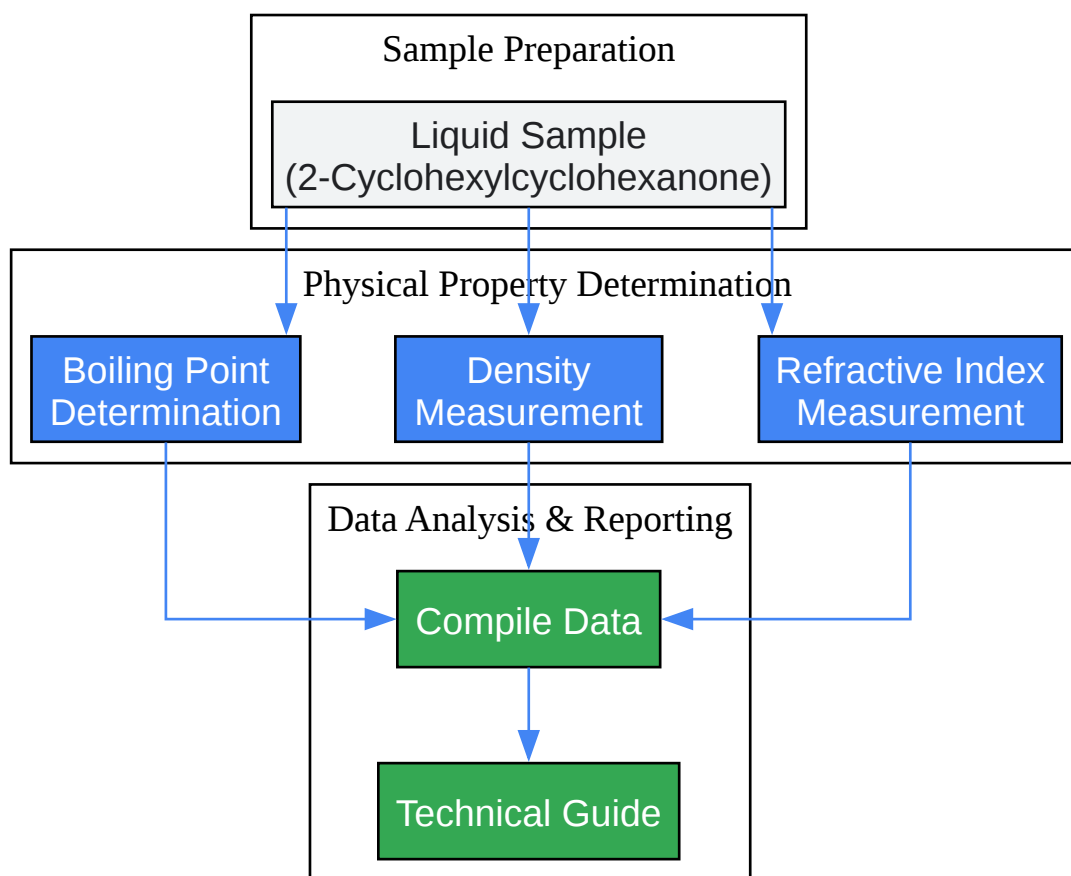 Sample Preparation
Liquid Sample
(2-Cyclohexylcyclohexanone)
Physical Property Determination
Boiling Point
Determination
Density
Measurement
Refractive Index
Measurement
Data Analysis & Reporting
Compile Data
Technical Guide